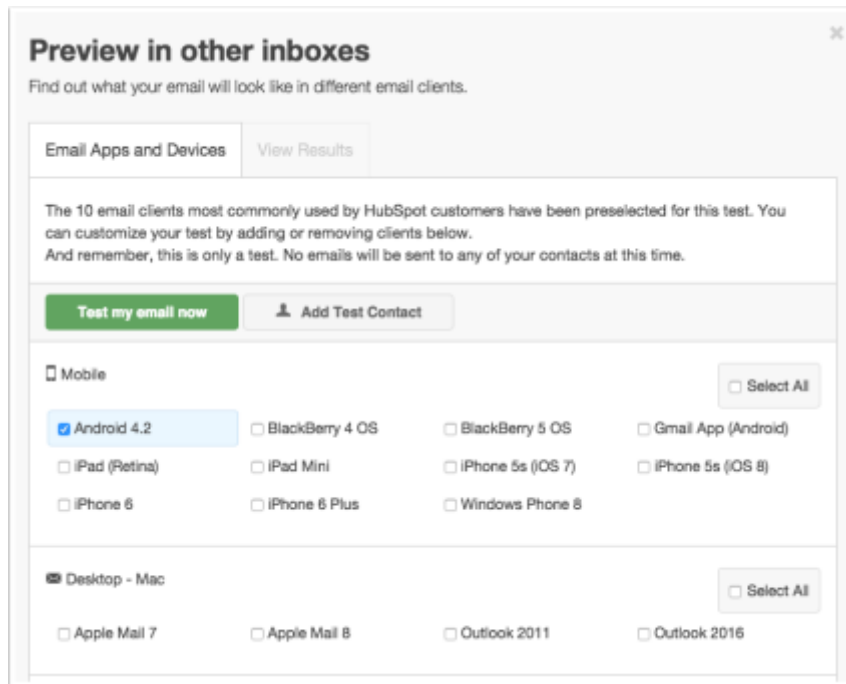 Preview in other inboxes
Find out what your email will look like in different email clients.
Email Apps and Devices
View Results
The 10 email clients most commonly used by HubSpot customers have been preselected for this test. You
can customize your test by adding or removing clients below.
And remember, this is only a test. No emails will be sent to any of your contacts at this time.
Test my email now
Add Test Contact
Mobile
Select All
Android 4.2
BlackBerry 4 OS
BlackBerry 5 OS
Gmail App (Android)
iPad (Retina)
iPad Mini
iPhone 5s (iOS 7)
iPhone 5s (iOS 8)
iPhone 6
iPhone 6 Plus
Windows Phone 8
Desktop - Mac
Select All
Apple Mail 7
Apple Mail 8
Outlook 2011
Outlook 2016